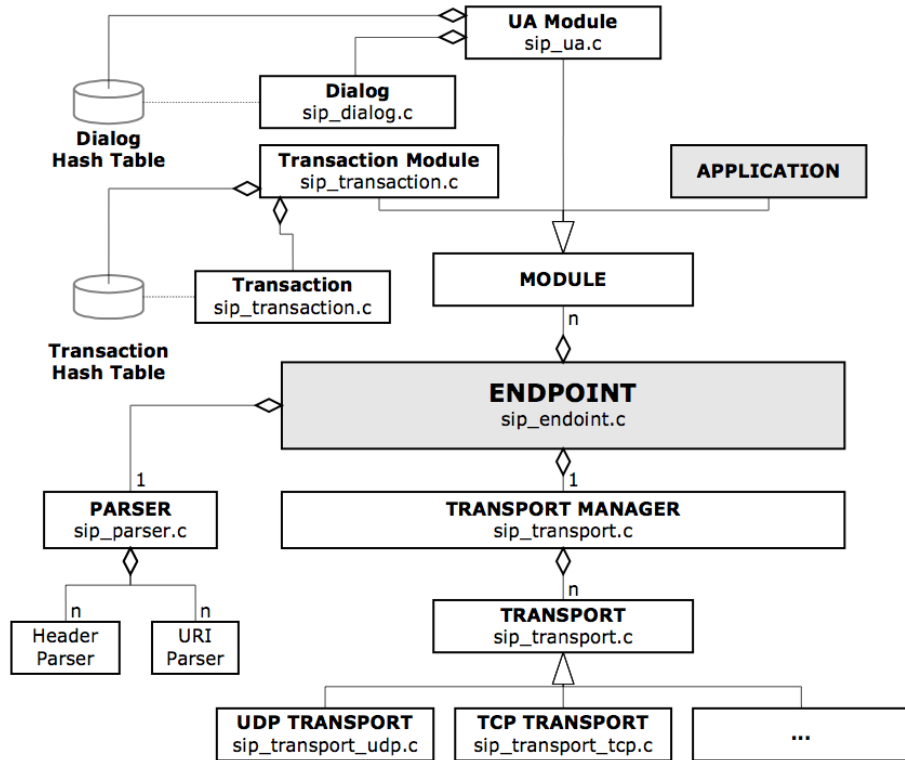 UA Module
sip_ua.c
Dialog
sip_dialog.c
Dialog
Hash Table
Transaction Module
sip_transaction.c
APPLICATION
MODULE
Transaction
sip_transaction.c
n
Transaction
Hash Table
ENDPOINT
sip_endoint.c
1
1
PARSER
sip_parser.c
TRANSPORT MANAGER
sip_transport.c
n
n
n
Header
Parser
URI
Parser
TRANSPORT
sip_transport.c
UDP TRANSPORT
sip_transport_udp.c
TCP TRANSPORT
sip_transport_tcp.c
...